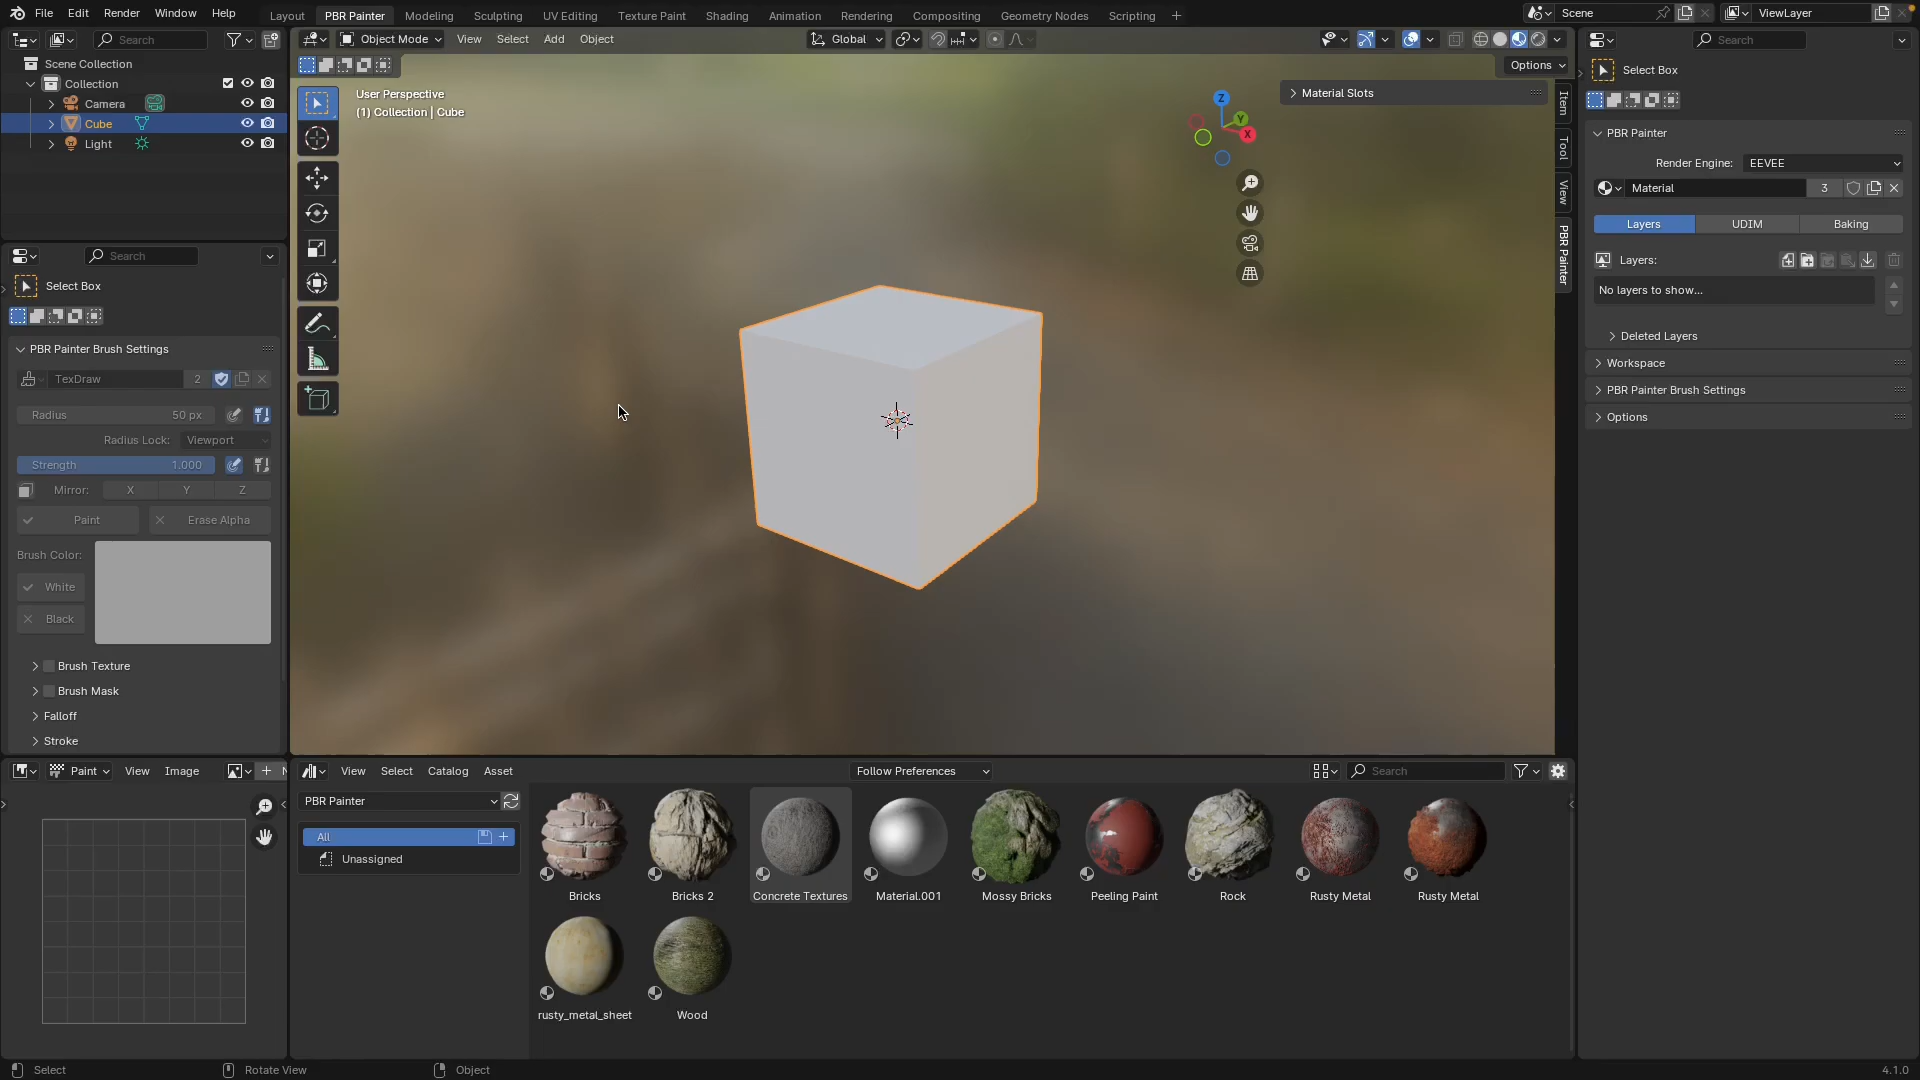 File Edit Render Window Help
Layout PBR Painter Modeling Sculpting UV Editing Texture Paint Shading Animation Rendering Compositing Geometry Nodes Scripting +
Scene
ViewLayer
Search
Scene Collection
Collection
Camera
Cube
Light
Object Mode View Select Add Object
Global
Options
User Perspective
(1) Collection | Cube
Material Slots
Z
Y
X
Item
Tool
View
PBR Painter
Search
Select Box
PBR Painter Brush Settings
TexDraw 2
Radius 50 px
Radius Lock: Viewport
Strength 1.000
Mirror: X Y Z
Paint Erase Alpha
Brush Color:
White
Black
Brush Texture
Brush Mask
Falloff
Stroke
Paint View Image
View Select Catalog Asset
Follow Preferences
Search
PBR Painter
All
Unassigned
Bricks
Bricks 2
Concrete Textures
Material.001
Mossy Bricks
Peeling Paint
Rock
Rusty Metal
Rusty Metal
rusty_metal_sheet
Wood
Search
Select Box
PBR Painter
Render Engine: EEVEE
Material 3
Layers UDIM Baking
Layers:
No layers to show...
Deleted Layers
Workspace
PBR Painter Brush Settings
Options
Select
Rotate View
Object
4.1.0